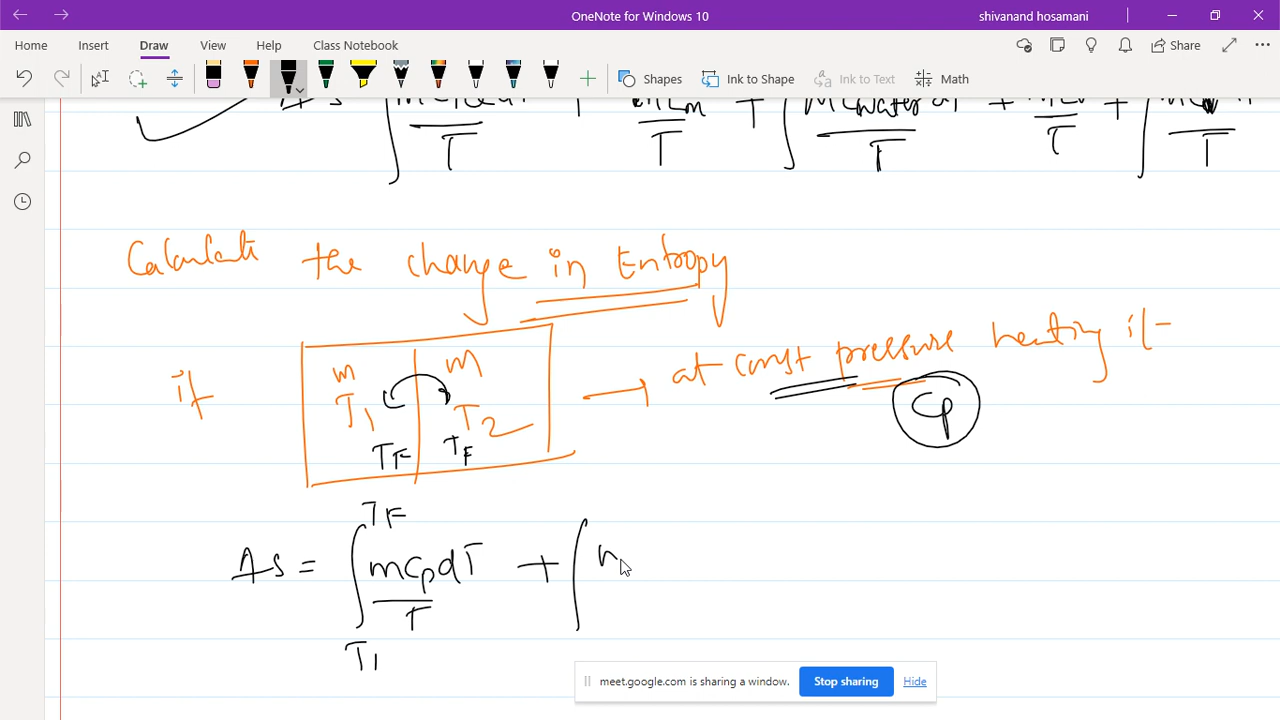 OneNote for Windows 10
shivanand hosamani
Home Insert Draw View Help Class Notebook
Share
Shapes Ink to Shape Ink to Text Math
T T T T T
Calculate the change in Entropy
if
m m
T1 T2
TF TF
at const pressure heating it
Cp
TF
ΔS = ∫ mCpdT + ∫ m
T
T1
meet.google.com is sharing a window. Stop sharing Hide